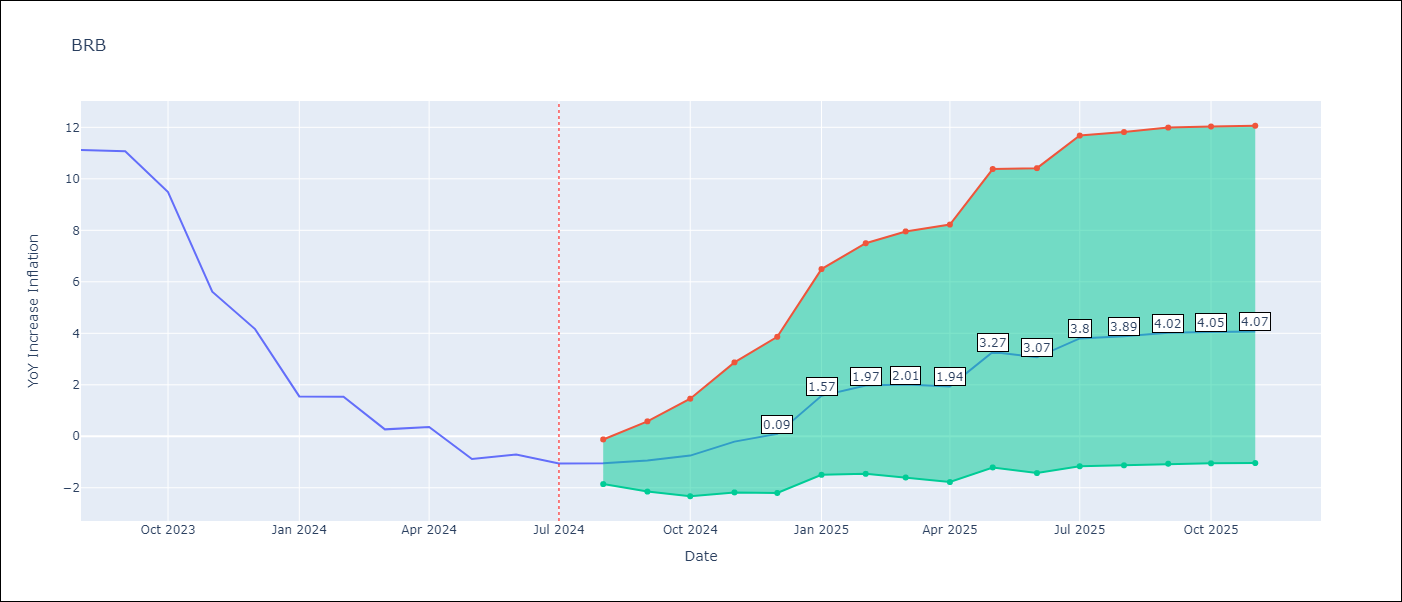 BRB
YoY Increase Inflation
12
10
8
6
4
2
0
−2
0.09
1.57
1.97
2.01
1.94
3.27
3.07
3.8
3.89
4.02
4.05
4.07
Oct 2023
Jan 2024
Apr 2024
Jul 2024
Oct 2024
Jan 2025
Apr 2025
Jul 2025
Oct 2025
Date